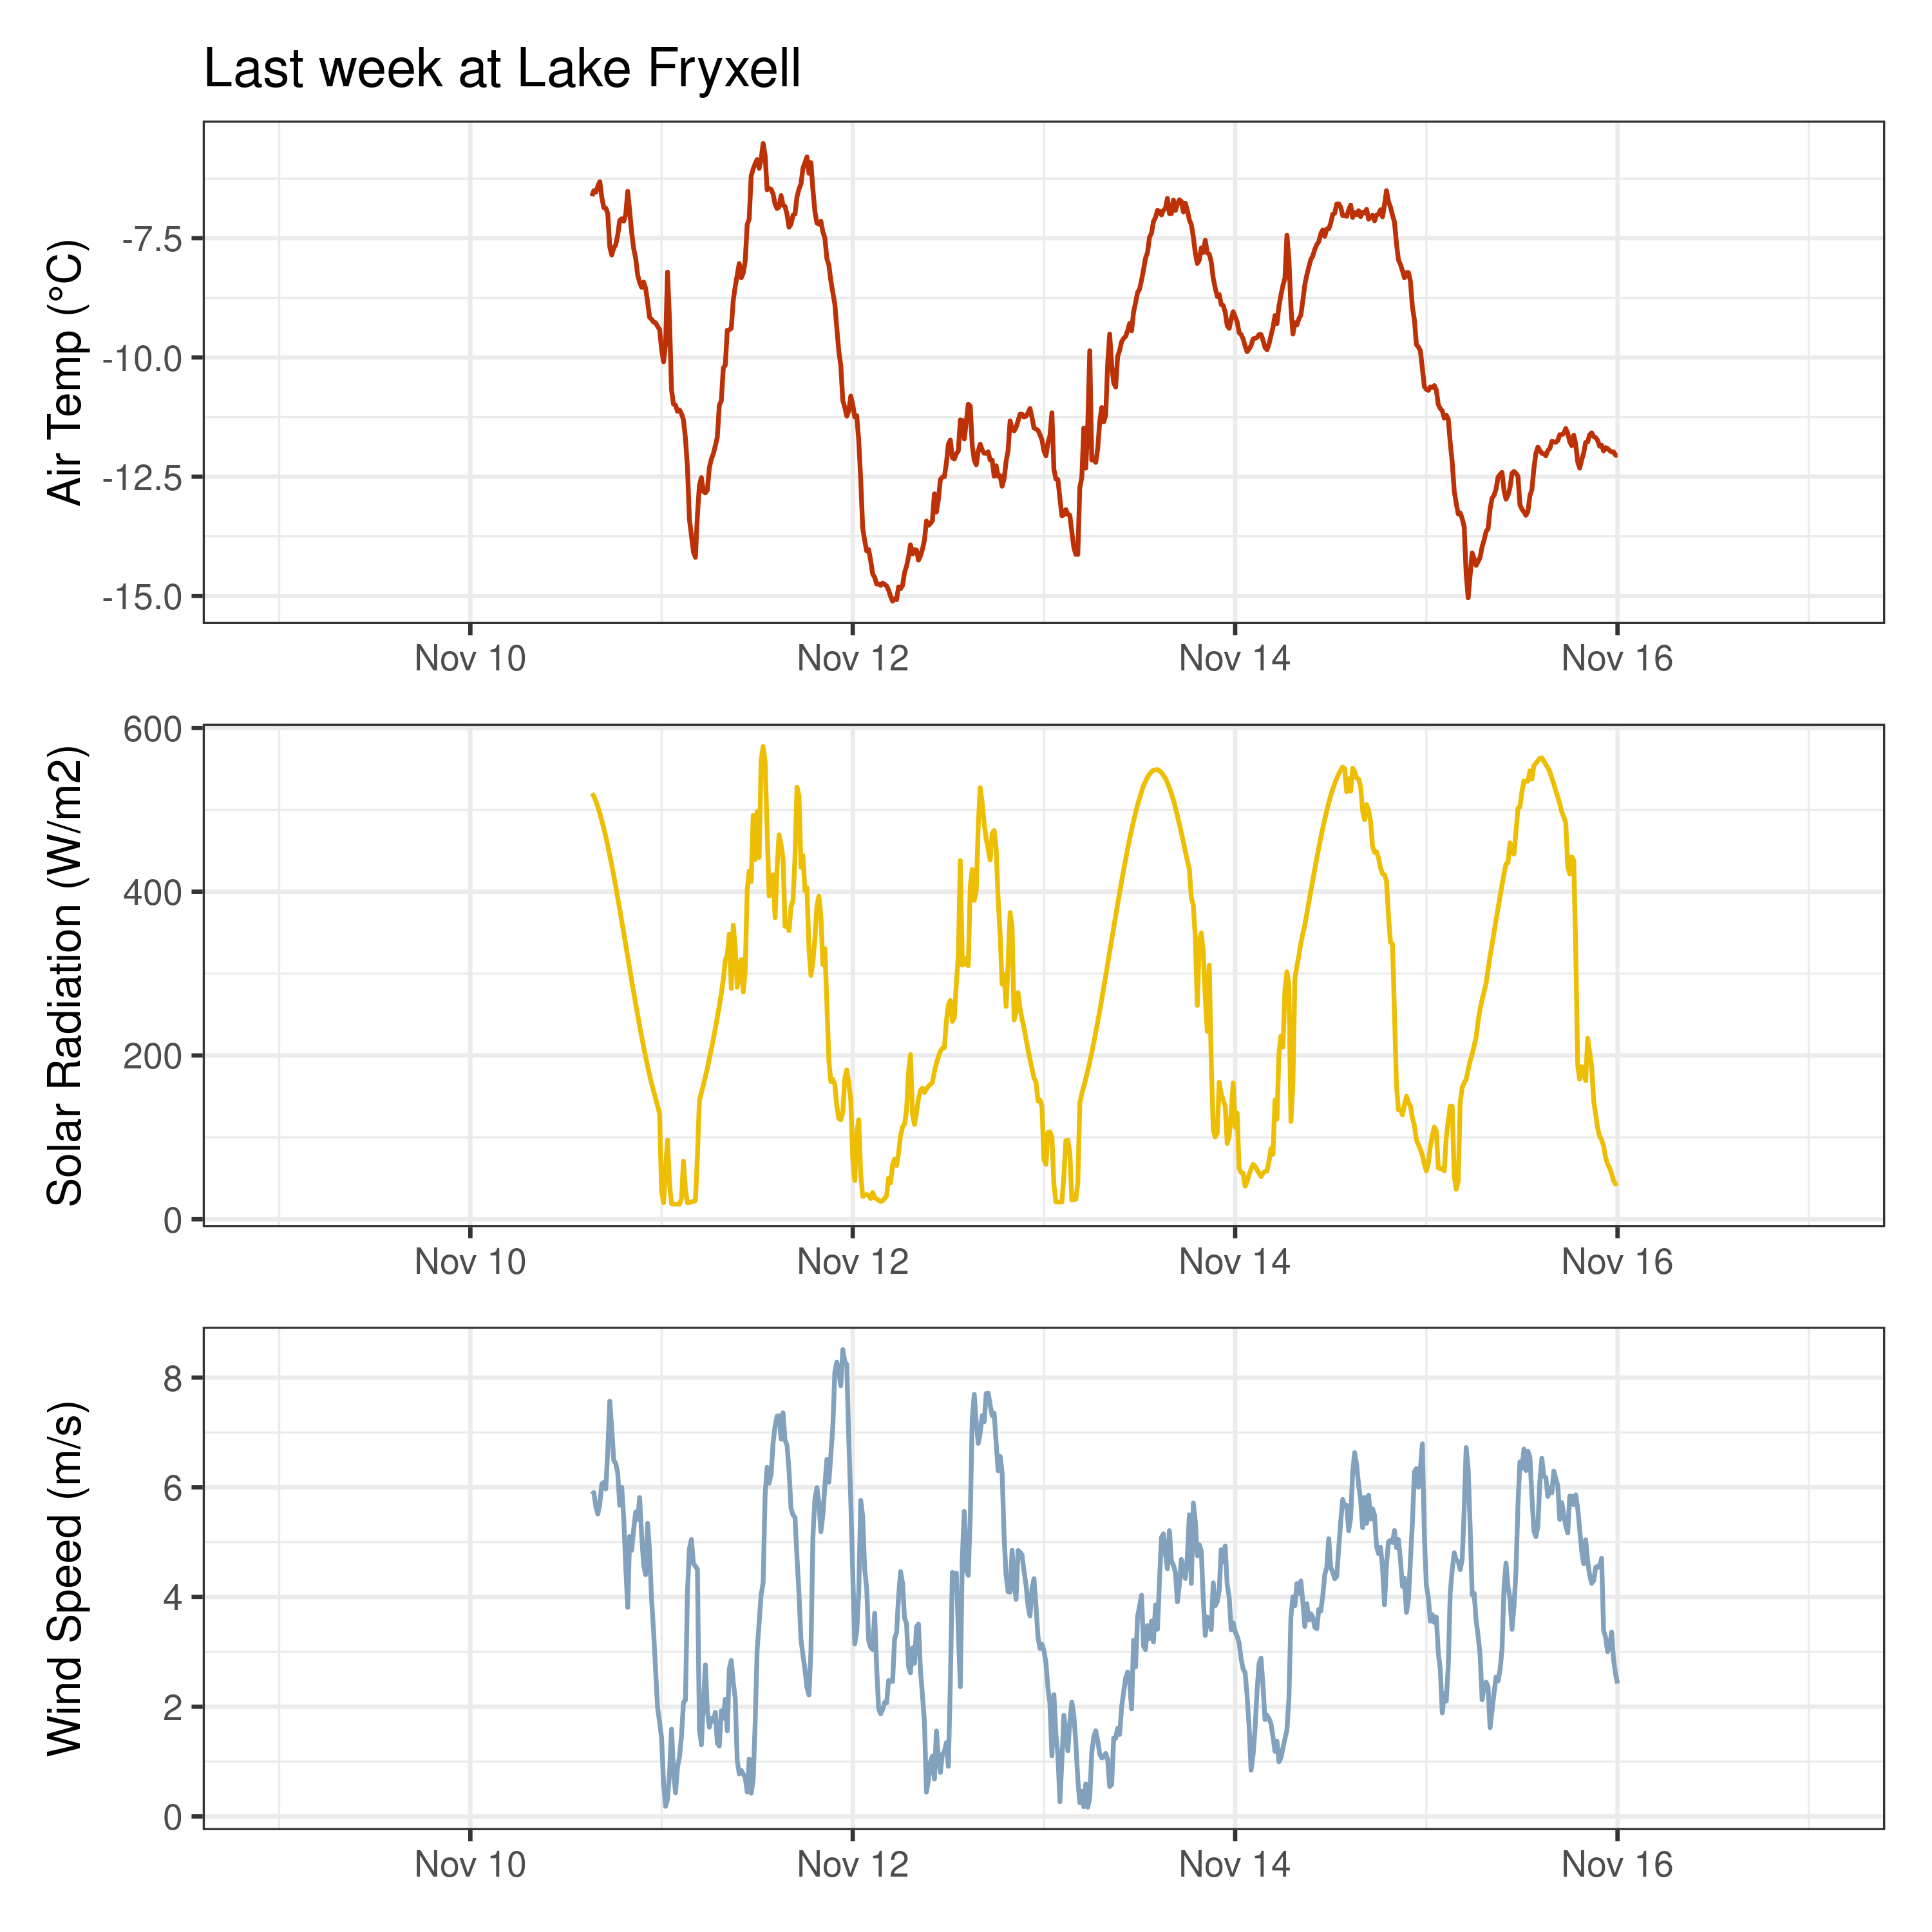 Last week at Lake Fryxell
Air Temp (°C)
-7.5
-10.0
-12.5
-15.0
Nov 10 Nov 12 Nov 14 Nov 16
Solar Radiation (W/m2)
600
400
200
0
Nov 10 Nov 12 Nov 14 Nov 16
Wind Speed (m/s)
8
6
4
2
0
Nov 10 Nov 12 Nov 14 Nov 16